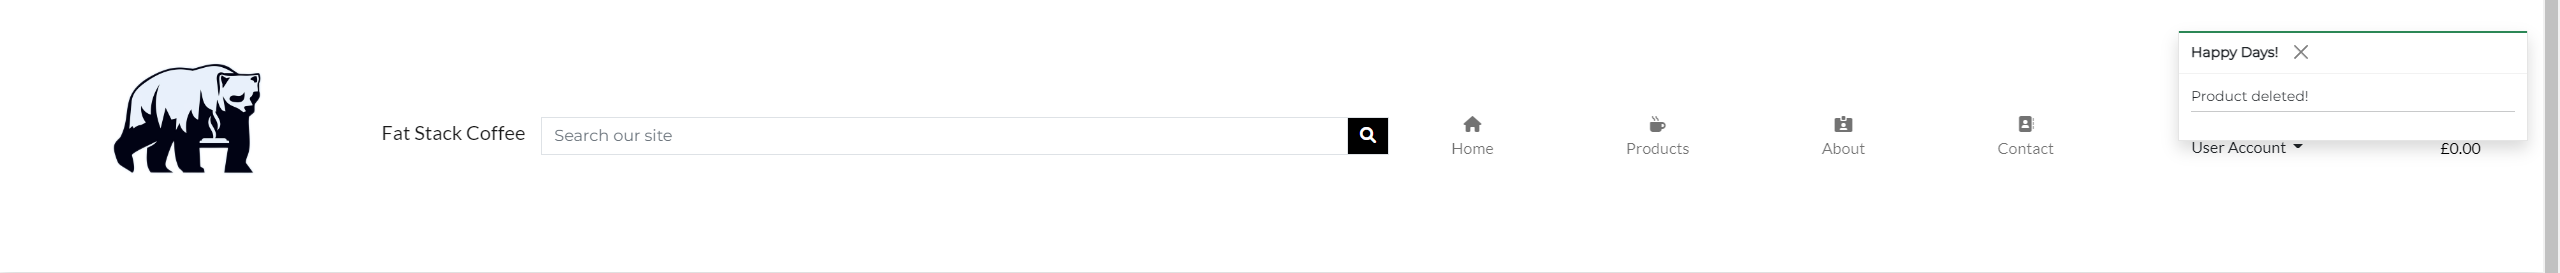 Fat Stack Coffee
Search our site
Home
Products
About
Contact
Happy Days!
Product deleted!
User Account
£0.00